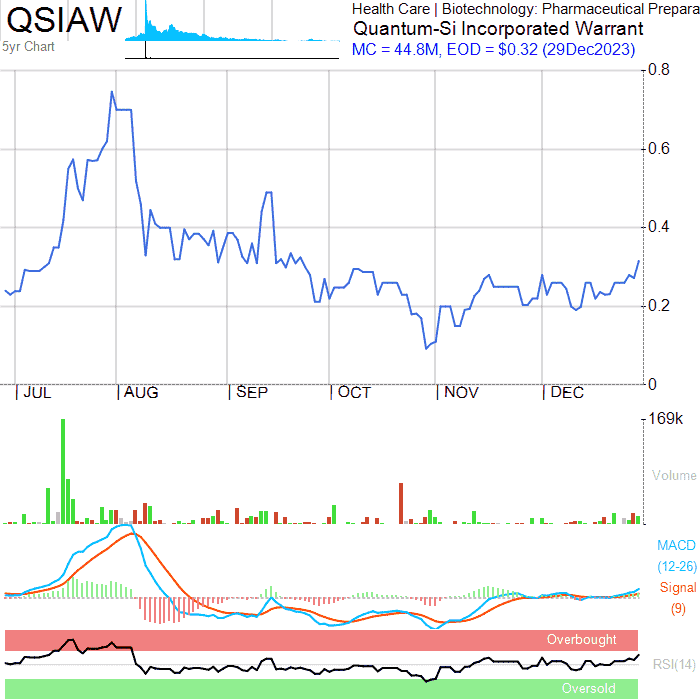 QSIAW
5yr Chart
Health Care | Biotechnology: Pharmaceutical Prepara
Quantum-Si Incorporated Warrant
MC = 44.8M, EOD = $0.32 (29Dec2023)
0.8
0.6
0.4
0.2
0
JUL AUG SEP OCT NOV DEC
169k
Volume
MACD
(12-26)
Signal
(9)
Overbought
RSI(14)
Oversold